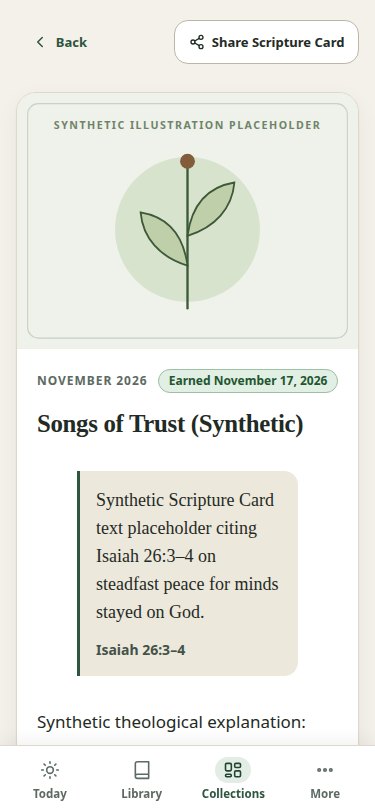 Back
Share Scripture Card
SYNTHETIC ILLUSTRATION PLACEHOLDER
NOVEMBER 2026
Earned November 17, 2026
Songs of Trust (Synthetic)
Synthetic Scripture Card
text placeholder citing
Isaiah 26:3–4 on
steadfast peace for minds
stayed on God.
Isaiah 26:3–4
Synthetic theological explanation:
Today
Library
Collections
More